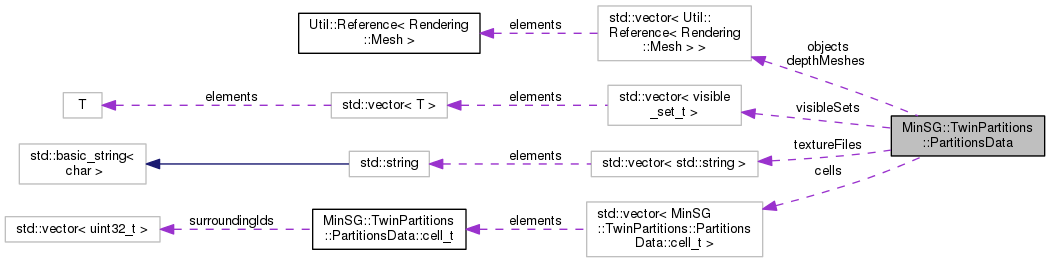 Util::Reference< Rendering
::Mesh >
elements
std::vector< Util::
Reference< Rendering
::Mesh > >
objects
depthMeshes
T
elements
std::vector< T >
elements
std::vector< visible
_set_t >
visibleSets
MinSG::TwinPartitions
::PartitionsData
std::basic_string<
char >
std::string
elements
std::vector< std::string >
textureFiles
cells
std::vector< uint32_t >
surroundingIds
MinSG::TwinPartitions
::PartitionsData::cell_t
elements
std::vector< MinSG
::TwinPartitions::Partitions
Data::cell_t >